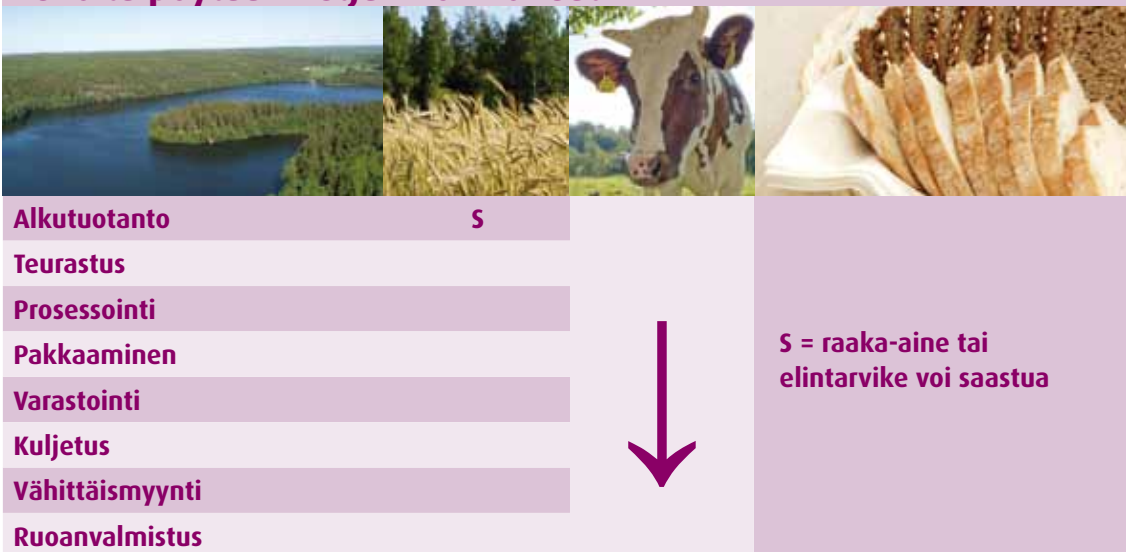 Alkutuotanto S
Teurastus
Prosessointi
Pakkaaminen
Varastointi
Kuljetus
Vähittäismyynti
Ruoanvalmistus
S = raaka-aine tai
elintarvike voi saastua